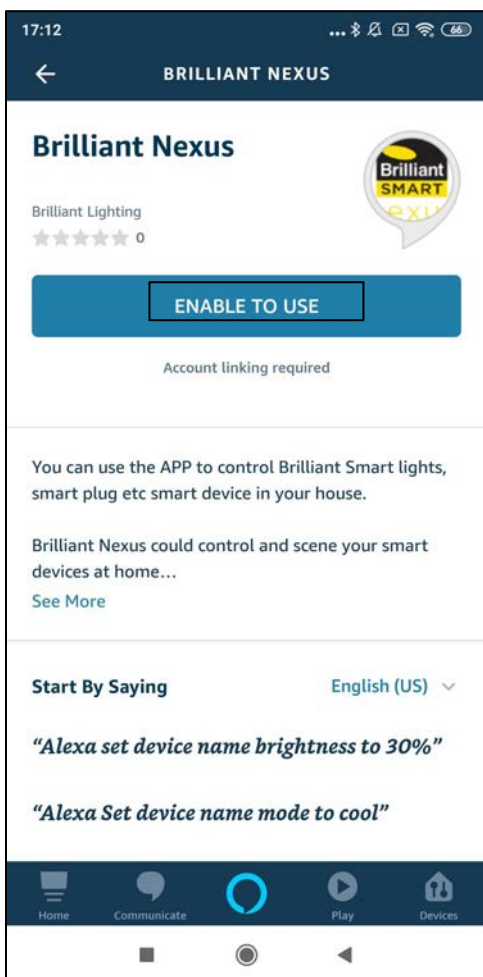 17:12
66
BRILLIANT NEXUS
Brilliant Nexus
Brilliant
SMART
exu
Brilliant Lighting
0
ENABLE TO USE
Account linking required
You can use the APP to control Brilliant Smart lights,
smart plug etc smart device in your house.
Brilliant Nexus could control and scene your smart
devices at home...
See More
Start By Saying
English (US)
“Alexa set device name brightness to 30%”
“Alexa Set device name mode to cool”
Home
Communicate
Play
Devices